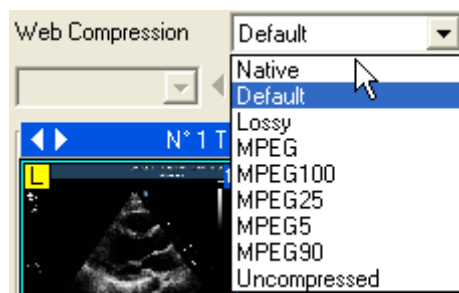 Web Compression Default
Native
Default
Lossy
N° 1 T
MPEG
L
MPEG100
MPEG25
MPEG5
MPEG90
Uncompressed